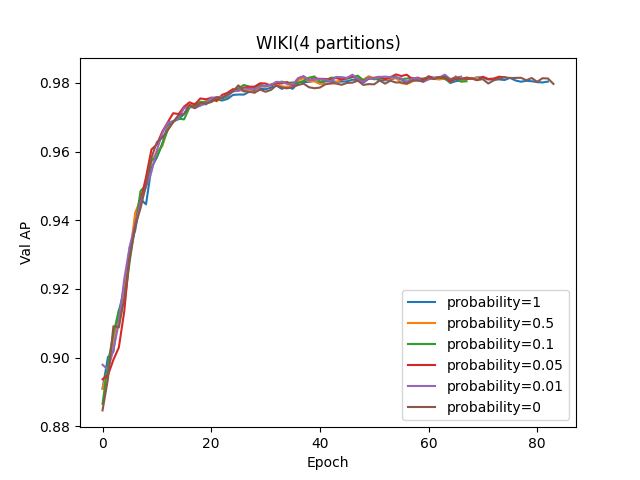 WIKI(4 partitions)
Val AP
0.98
0.96
0.94
0.92
0.90
0.88
0 20 40 60 80
Epoch
probability=1
probability=0.5
probability=0.1
probability=0.05
probability=0.01
probability=0